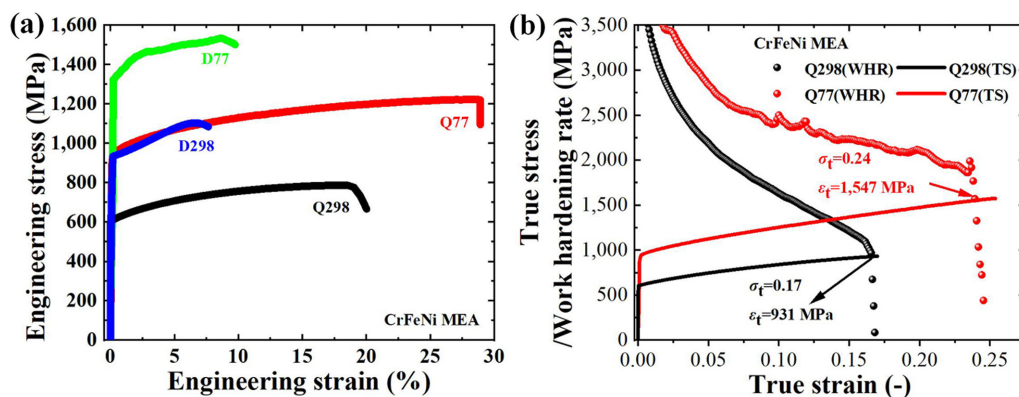 (a)
Engineering stress (MPa)
1,600
1,400
1,200
1,000
800
600
400
200
0
D77
Q77
D298
Q298
CrFeNi MEA
0 5 10 15 20 25 30
Engineering strain (%)
(b)
True stress
/Work hardening rate (MPa)
3,500
3,000
2,500
2,000
1,500
1,000
500
0
CrFeNi MEA
Q298(WHR) Q298(TS)
Q77(WHR) Q77(TS)
σt=0.24
εt=1,547 MPa
σt=0.17
εt=931 MPa
0.00 0.05 0.10 0.15 0.20 0.25
True strain (-)